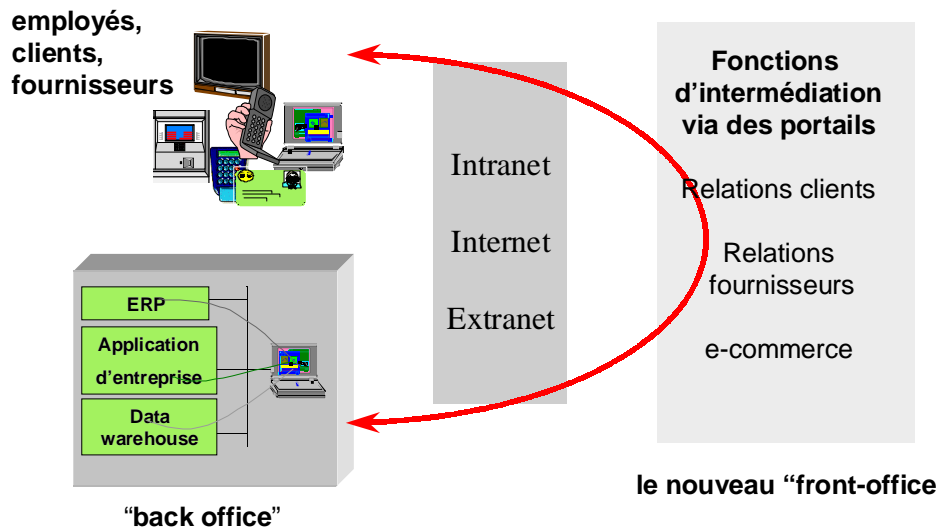 employés,
clients,
fournisseurs
Intranet
Internet
Extranet
Fonctions
d’intermédiation
via des portails
Relations clients
Relations
fournisseurs
e-commerce
le nouveau “front-office
ERP
Application
d’entreprise
Data
warehouse
“back office”